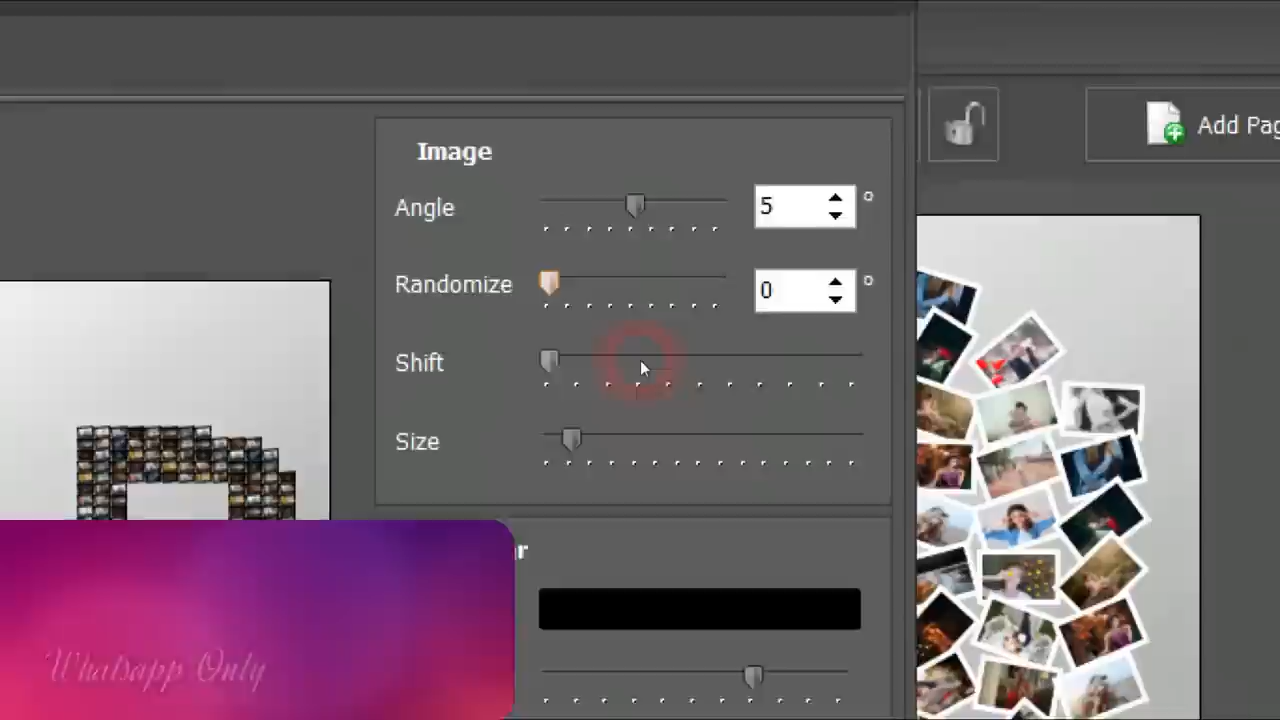 Image
Add Pag
Angle 5 °
Randomize 0 °
Shift
Size
r
Whatsapp Only